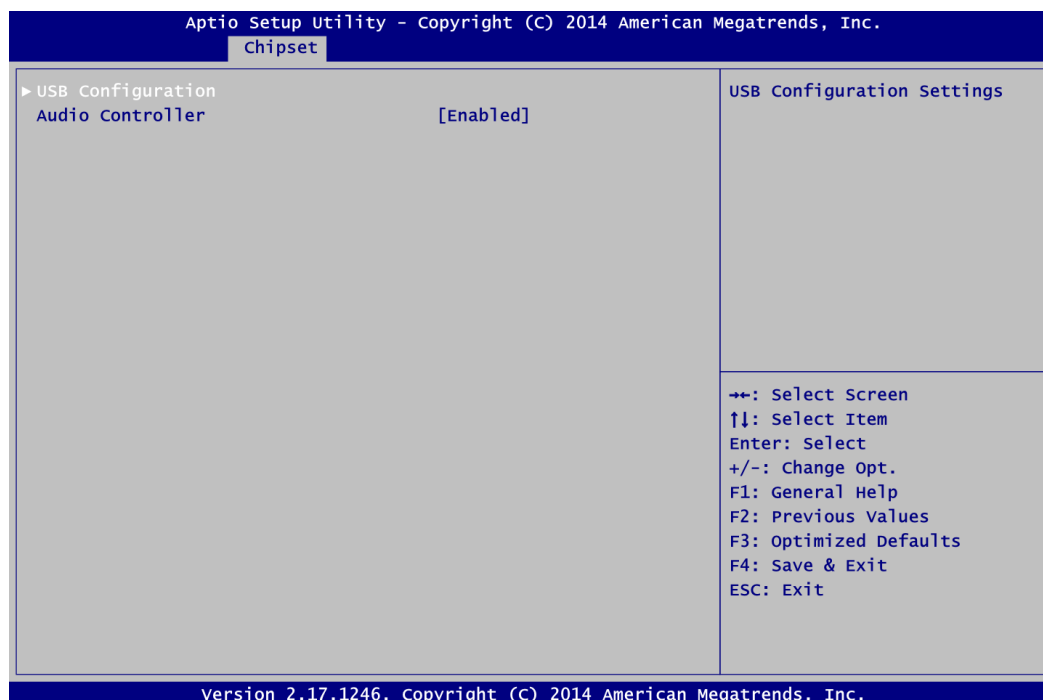 Aptio Setup Utility - Copyright (C) 2014 American Megatrends, Inc.
Chipset
►USB Configuration
Audio Controller [Enabled]
USB Configuration Settings
→←: Select Screen
↑↓: Select Item
Enter: Select
+/-: Change Opt.
F1: General Help
F2: Previous Values
F3: Optimized Defaults
F4: Save & Exit
ESC: Exit
Version 2.17.1246. Copyright (C) 2014 American Megatrends, Inc.